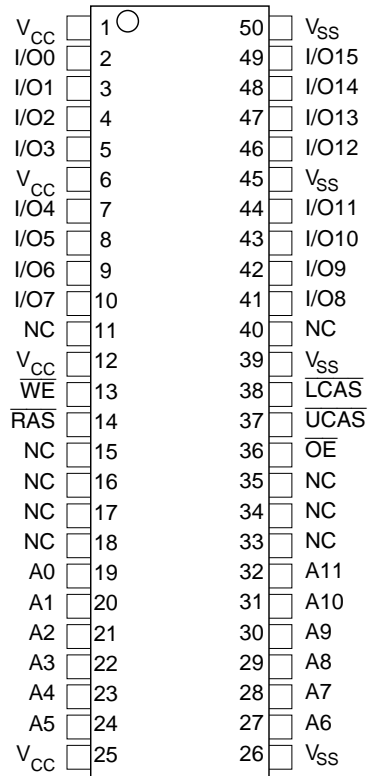 VCC 1 50 VSS
I/O0 2 49 I/O15
I/O1 3 48 I/O14
I/O2 4 47 I/O13
I/O3 5 46 I/O12
VCC 6 45 VSS
I/O4 7 44 I/O11
I/O5 8 43 I/O10
I/O6 9 42 I/O9
I/O7 10 41 I/O8
NC 11 40 NC
VCC 12 39 VSS
WE 13 38 LCAS
RAS 14 37 UCAS
NC 15 36 OE
NC 16 35 NC
NC 17 34 NC
NC 18 33 NC
A0 19 32 A11
A1 20 31 A10
A2 21 30 A9
A3 22 29 A8
A4 23 28 A7
A5 24 27 A6
VCC 25 26 VSS